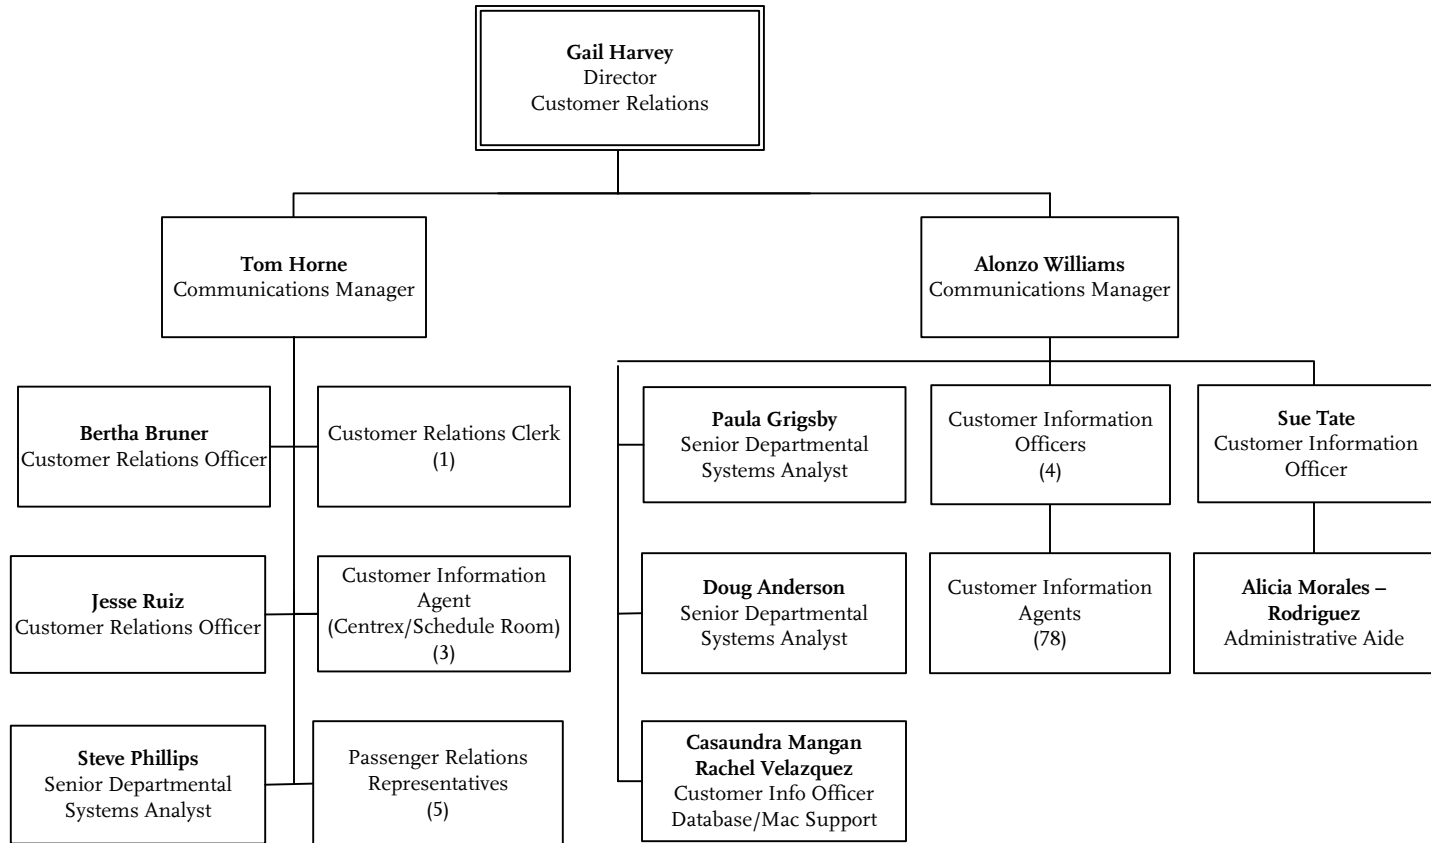 Gail Harvey
Director
Customer Relations
Tom Horne
Communications Manager
Alonzo Williams
Communications Manager
Bertha Bruner
Customer Relations Officer
Customer Relations Clerk
(1)
Paula Grigsby
Senior Departmental
Systems Analyst
Customer Information
Officers
(4)
Sue Tate
Customer Information
Officer
Jesse Ruiz
Customer Relations Officer
Customer Information
Agent
(Centrex/Schedule Room)
(3)
Doug Anderson
Senior Departmental
Systems Analyst
Customer Information
Agents
(78)
Alicia Morales –
Rodriguez
Administrative Aide
Steve Phillips
Senior Departmental
Systems Analyst
Passenger Relations
Representatives
(5)
Casaundra Mangan
Rachel Velazquez
Customer Info Officer
Database/Mac Support